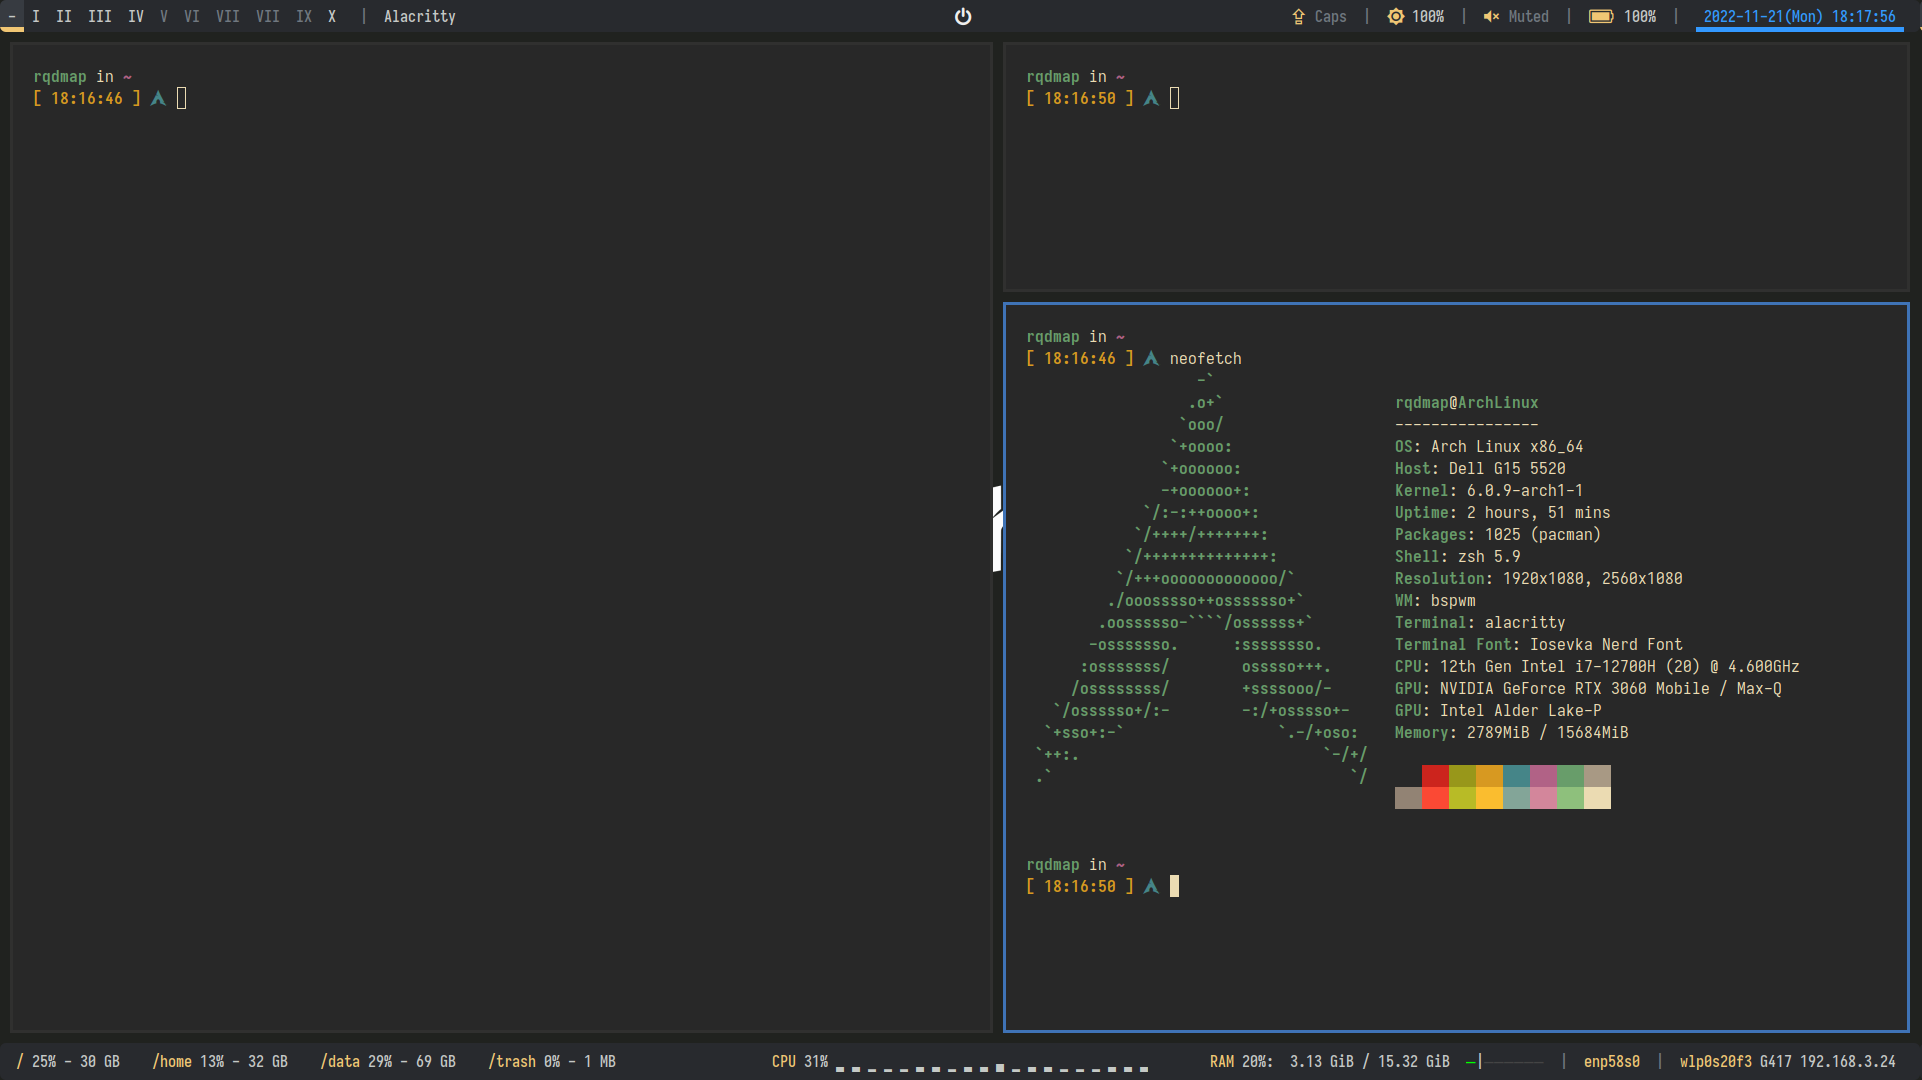 - I II III IV V VI VII VII IX X | Alacritty Caps | 100% | Muted | 100% | 2022-11-21(Mon) 18:17:56
rqdmap in ~
[ 18:16:46 ]
rqdmap in ~
[ 18:16:50 ]
rqdmap in ~
[ 18:16:46 ] neofetch
-`
.o+`
`ooo/
`+oooo:
`+oooooo:
-+oooooo+:
`/:-:++oooo+:
`/++++/+++++++:
`/++++++++++++++:
`/+++ooooooooooooo/`
./ooosssso++osssssso+`
.oossssso-````/ossssss+`
-osssssso. :ssssssso.
:osssssss/ osssso+++.
/ossssssss/ +ssssooo/-
`/ossssso+/:- -:/+osssso+-
`+sso+:-` `.-/+oso:
`++:. `-/+/
.` `/
rqdmap@ArchLinux
----------------
OS: Arch Linux x86_64
Host: Dell G15 5520
Kernel: 6.0.9-arch1-1
Uptime: 2 hours, 51 mins
Packages: 1025 (pacman)
Shell: zsh 5.9
Resolution: 1920x1080, 2560x1080
WM: bspwm
Terminal: alacritty
Terminal Font: Iosevka Nerd Font
CPU: 12th Gen Intel i7-12700H (20) @ 4.600GHz
GPU: NVIDIA GeForce RTX 3060 Mobile / Max-Q
GPU: Intel Alder Lake-P
Memory: 2789MiB / 15684MiB
rqdmap in ~
[ 18:16:50 ]
/ 25% - 30 GB /home 13% - 32 GB /data 29% - 69 GB /trash 0% - 1 MB CPU 31% RAM 20%: 3.13 GiB / 15.32 GiB | enp58s0 | wlp0s20f3 G417 192.168.3.24